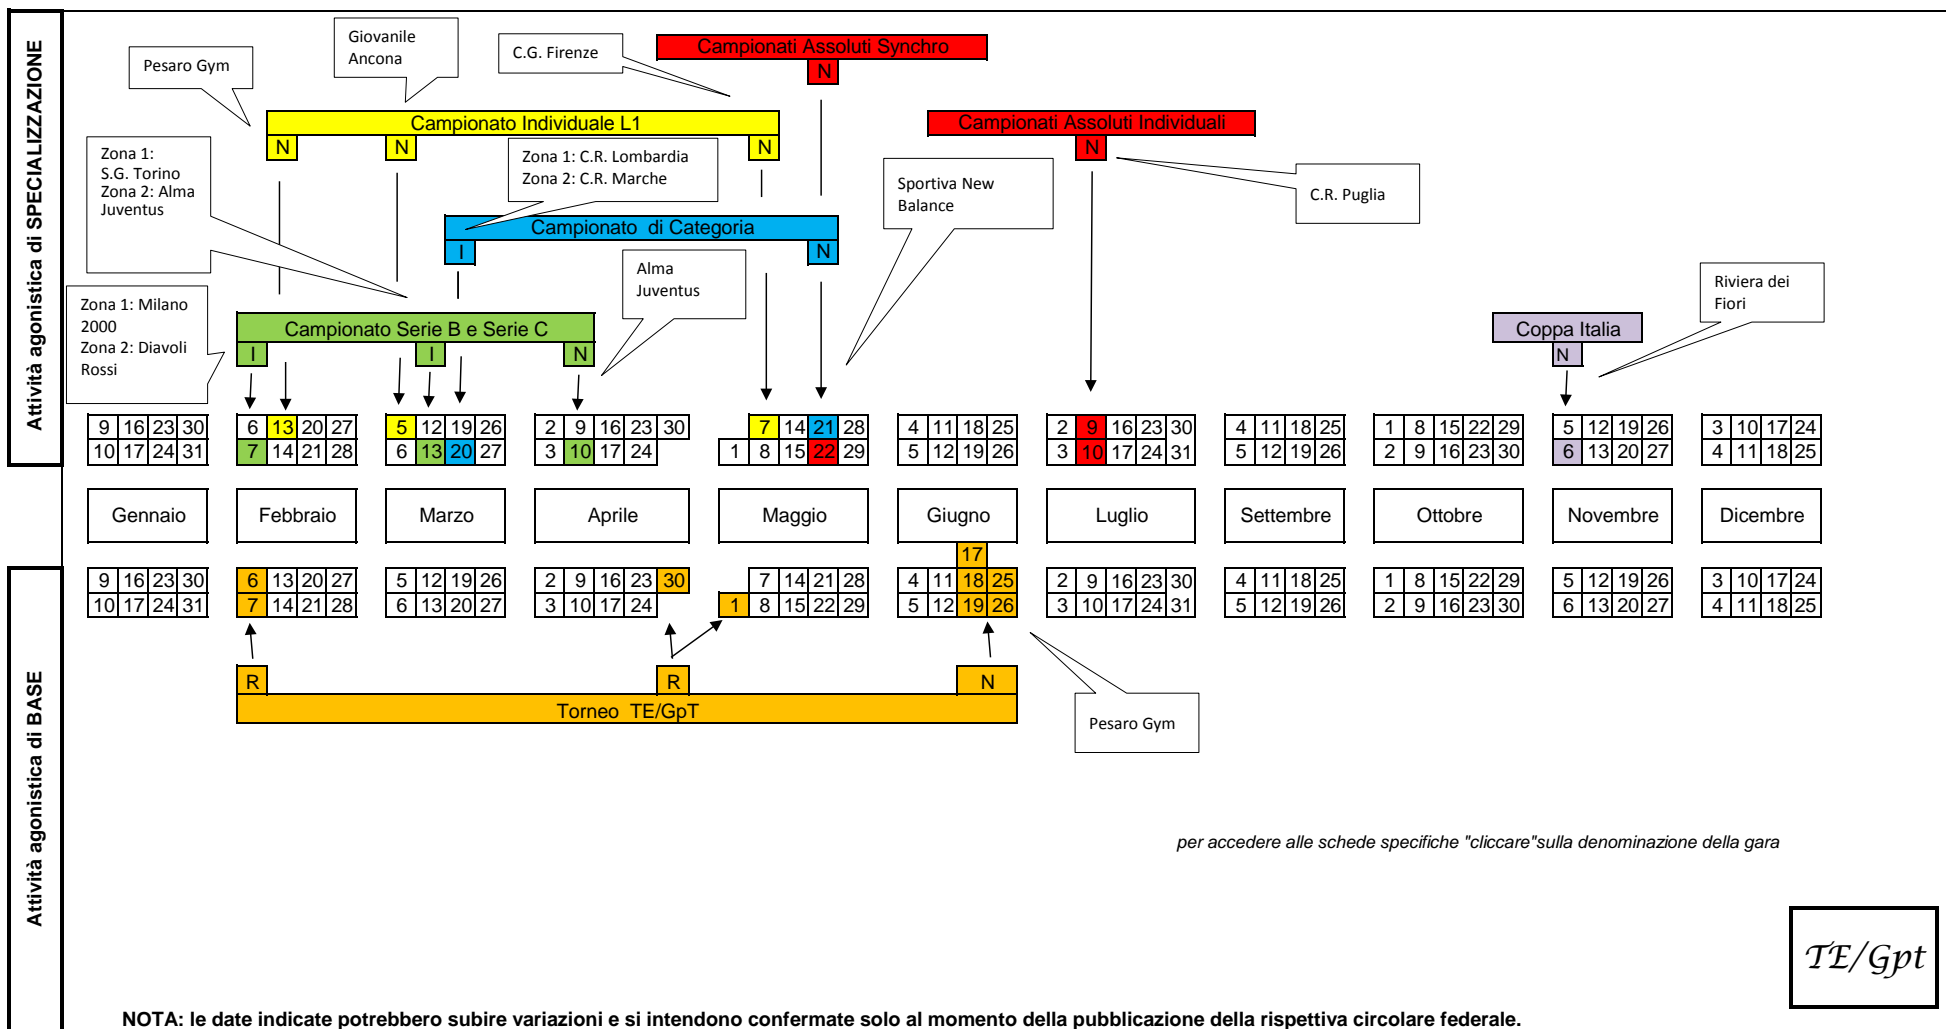 Attività agonistica di SPECIALIZZAZIONE
Pesaro Gym
Giovanile
Ancona
C.G. Firenze
Campionati Assoluti Synchro
N
Campionato Individuale L1
N N N
Campionati Assoluti Individuali
N
Zona 1:
S.G. Torino
Zona 2: Alma
Juventus
Zona 1: C.R. Lombardia
Zona 2: C.R. Marche
Sportiva New
Balance
C.R. Puglia
Campionato di Categoria
I N
Alma
Juventus
Zona 1: Milano
2000
Zona 2: Diavoli
Rossi
Riviera dei
Fiori
Campionato Serie B e Serie C
I I N
Coppa Italia
N
9 16 23 30 6 13 20 27 5 12 19 26 2 9 16 23 30 7 14 21 28 4 11 18 25 2 9 16 23 30 4 11 18 25 1 8 15 22 29 5 12 19 26 3 10 17 24
10 17 24 31 7 14 21 28 6 13 20 27 3 10 17 24 1 8 15 22 29 5 12 19 26 3 10 17 24 31 5 12 19 26 2 9 16 23 30 6 13 20 27 4 11 18 25
Gennaio Febbraio Marzo Aprile Maggio Giugno Luglio Settembre Ottobre Novembre Dicembre
17
9 16 23 30 6 13 20 27 5 12 19 26 2 9 16 23 30 7 14 21 28 4 11 18 25 2 9 16 23 30 4 11 18 25 1 8 15 22 29 5 12 19 26 3 10 17 24
10 17 24 31 7 14 21 28 6 13 20 27 3 10 17 24 1 8 15 22 29 5 12 19 26 3 10 17 24 31 5 12 19 26 2 9 16 23 30 6 13 20 27 4 11 18 25
Attività agonistica di BASE
R R N
Torneo TE/GpT
Pesaro Gym
per accedere alle schede specifiche "cliccare"sulla denominazione della gara
TE/Gpt
NOTA: le date indicate potrebbero subire variazioni e si intendono confermate solo al momento della pubblicazione della rispettiva circolare federale.